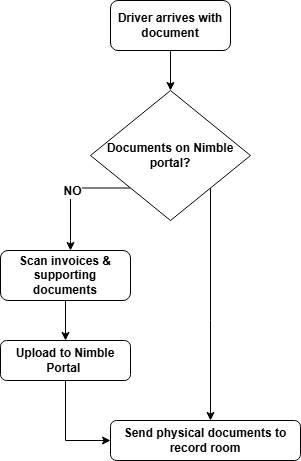 Driver arrives with
document
Documents on Nimble
portal?
NO
Scan invoices &
supporting
documents
Upload to Nimble
Portal
Send physical documents to
record room